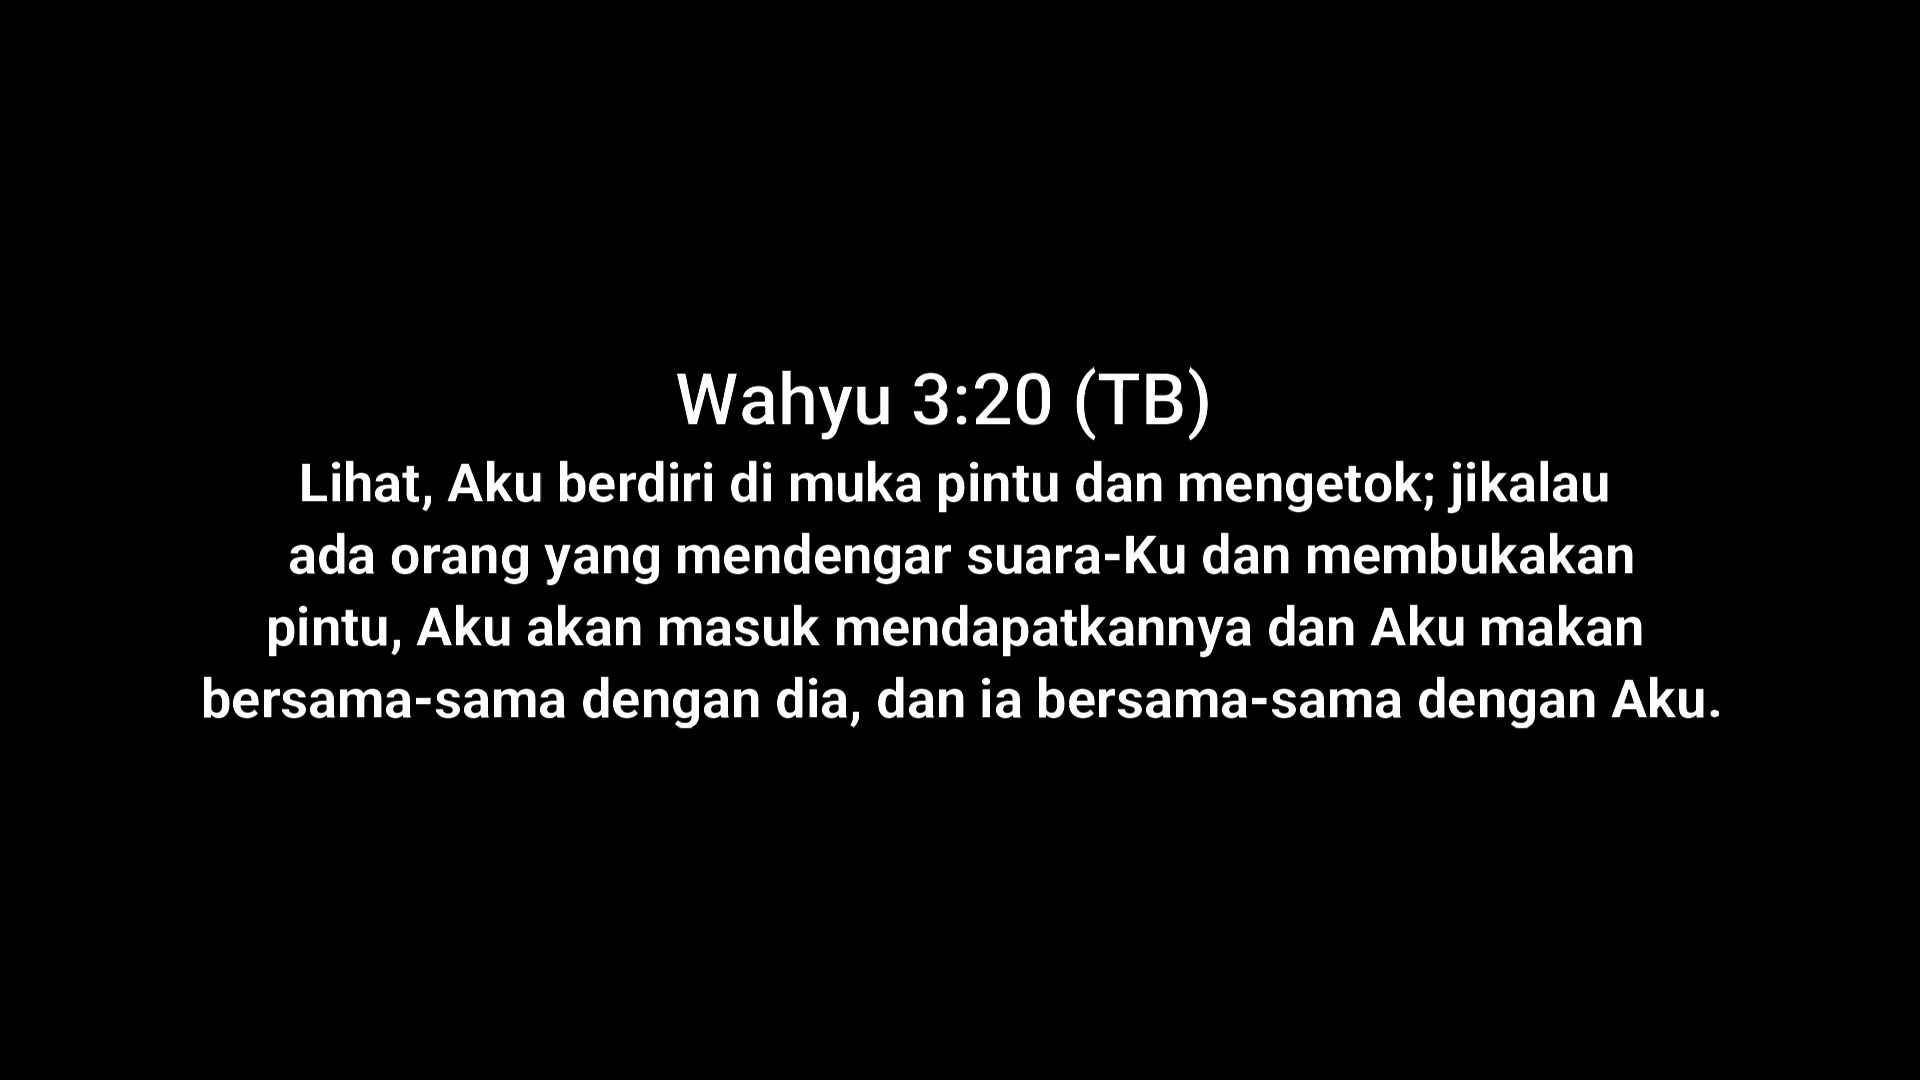 Wahyu 3:20 (TB)
Lihat, Aku berdiri di muka pintu dan mengetok; jikalau
ada orang yang mendengar suara-Ku dan membukakan
pintu, Aku akan masuk mendapatkannya dan Aku makan
bersama-sama dengan dia, dan ia bersama-sama dengan Aku.